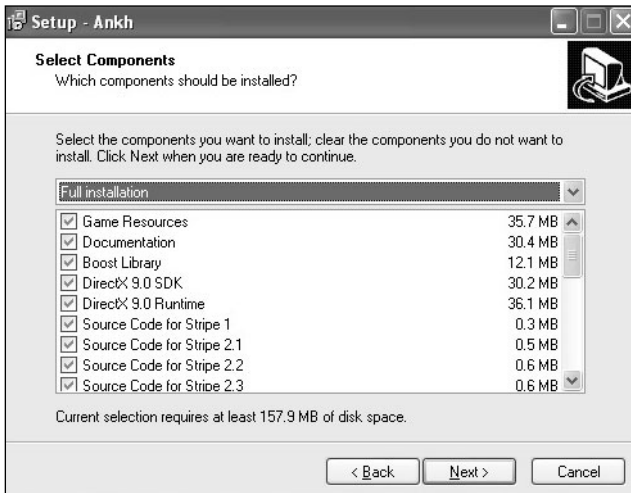 Setup - Ankh
Select Components
Which components should be installed?
Select the components you want to install; clear the components you do not want to
install. Click Next when you are ready to continue.
Full installation
Game Resources 35.7 MB
Documentation 30.4 MB
Boost Library 12.1 MB
DirectX 9.0 SDK 30.2 MB
DirectX 9.0 Runtime 36.1 MB
Source Code for Stripe 1 0.3 MB
Source Code for Stripe 2.1 0.5 MB
Source Code for Stripe 2.2 0.6 MB
Source Code for Stripe 2.3 0.6 MB
Current selection requires at least 157.9 MB of disk space.
< Back Next > Cancel